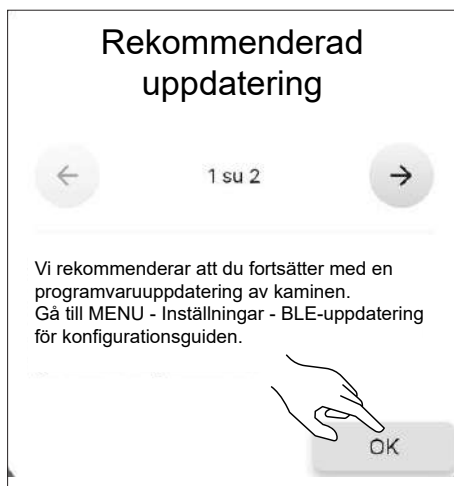 Rekommenderad
uppdatering
1 su 2
Vi rekommenderar att du fortsätter med en
programvaruuppdatering av kaminen.
Gå till MENU - Inställningar - BLE-uppdatering
för konfigurationsguiden.
OK